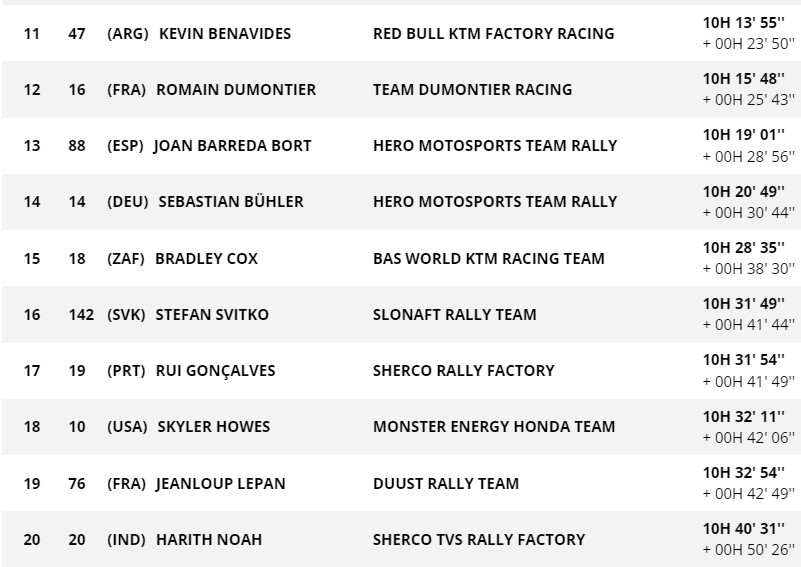 11 47 (ARG) KEVIN BENAVIDES RED BULL KTM FACTORY RACING 10H 13' 55''
+ 00H 23' 50''
12 16 (FRA) ROMAIN DUMONTIER TEAM DUMONTIER RACING 10H 15' 48''
+ 00H 25' 43''
13 88 (ESP) JOAN BARREDA BORT HERO MOTOSPORTS TEAM RALLY 10H 19' 01''
+ 00H 28' 56''
14 14 (DEU) SEBASTIAN BÜHLER HERO MOTOSPORTS TEAM RALLY 10H 20' 49''
+ 00H 30' 44''
15 18 (ZAF) BRADLEY COX BAS WORLD KTM RACING TEAM 10H 28' 35''
+ 00H 38' 30''
16 142 (SVK) STEFAN SVITKO SLONAFT RALLY TEAM 10H 31' 49''
+ 00H 41' 44''
17 19 (PRT) RUI GONÇALVES SHERCO RALLY FACTORY 10H 31' 54''
+ 00H 41' 49''
18 10 (USA) SKYLER HOWES MONSTER ENERGY HONDA TEAM 10H 32' 11''
+ 00H 42' 06''
19 76 (FRA) JEANLOUP LEPAN DUUST RALLY TEAM 10H 32' 54''
+ 00H 42' 49''
20 20 (IND) HARITH NOAH SHERCO TVS RALLY FACTORY 10H 40' 31''
+ 00H 50' 26''